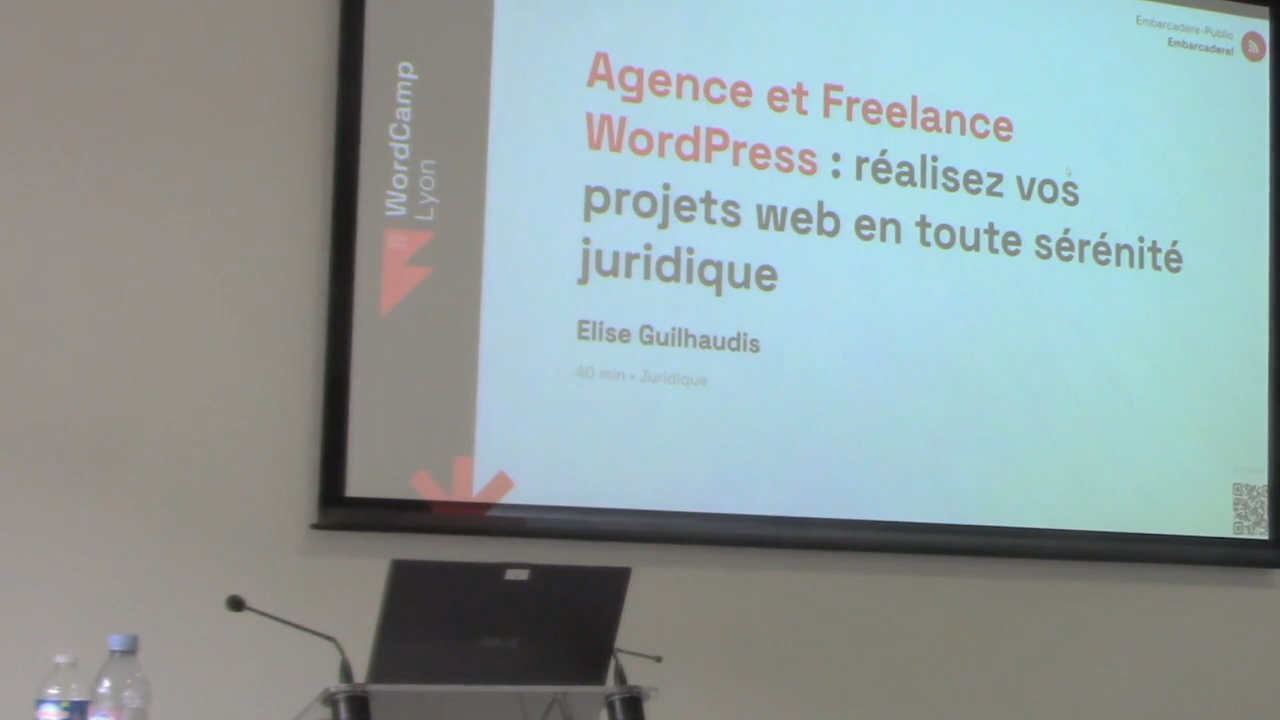 WordCamp
Lyon
Embarcadere-Public
Embarcadere!
Agence et Freelance
WordPress : réalisez vos
projets web en toute sérénité
juridique
Elise Guilhaudis
40 min • Juridique